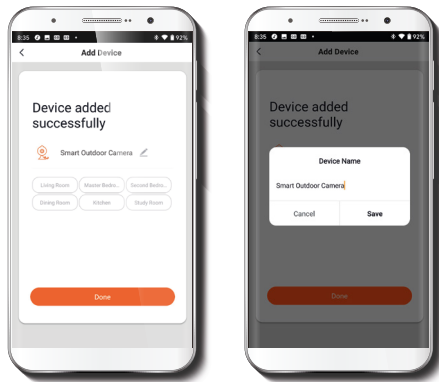 8:35
92%
Add Device
Device added
successfully
Smart Outdoor Camera
Living Room
Master Bedro...
Second Bedro...
Dining Room
Kitchen
Study Room
Done
8:35
92%
Add Device
Device added
successfully
Device Name
Smart Outdoor Camera
Cancel
Save
Done